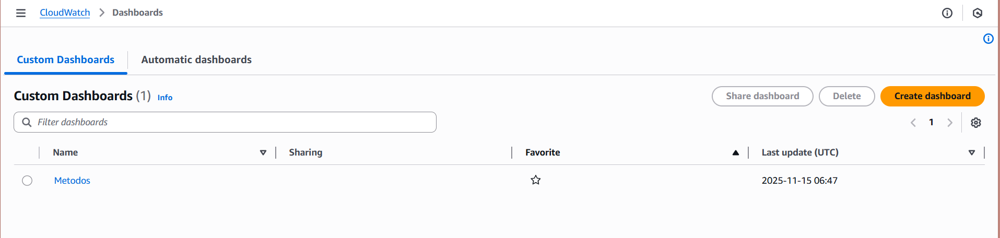 CloudWatch > Dashboards
Custom Dashboards Automatic dashboards
Custom Dashboards (1) Info Share dashboard Delete Create dashboard
Filter dashboards 1
Name Sharing Favorite Last update (UTC)
Metodos 2025-11-15 06:47